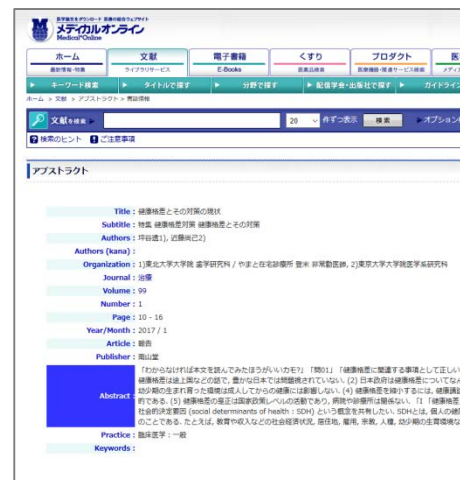 医学論文をダウンロード 医療の総合ウェブサイト
メディカルオンライン
Medical*Online
ホーム 文献 電子書籍 くすり プロダクト
最新情報・特集 ライブラリサービス E-Books 医薬品検索 医療機器・関連サービス検索
キーワード検索 タイトルで探す 分野で探す 配信学会・出版社で探す ガイドライン
ホーム > 文献 > アブストラクト > 書誌情報
文献を検索 20 件ずつ表示 検索
検索のヒント ご注意事項
アブストラクト
Title : 健康格差とその対策の現状
Subtitle : 特集 健康格差対策 健康格差とその対策
Authors : 坪谷透1), 近藤尚己2)
Authors (kana) :
Organization : 1)東北大学大学院 歯学研究科 / やまと在宅診療所 登米 非常勤医師, 2)東京大学大学院医学系研究科
Journal : 治療
Volume : 99
Number : 1
Page : 10 - 16
Year/Month : 2017 / 1
Article : 報告
Publisher : 南山堂
Abstract : 「わからなければ本文を読んでみたほうがいいカモ?」 「問01」 「健康格差に関連する事項として正しい
健康格差は途上国などの話で, 豊かな日本では問題視されていない. (2) 日本政府は健康格差について
幼少期の生まれ育った環境は成人してからの健康には影響しない. (4) 健康格差を縮小するには, 健康
的である. (5) 健康格差の是正は国家政策レベルの活動であり, 病院や診療所は関係ない. 「I 「健康格差
社会的決定要因 (social determinants of health : SDH) という概念を共有したい. SDHとは, 個人の健
のことである. たとえば, 教育や収入などの社会経済状況, 居住地, 雇用, 宗教, 人種, 幼少期の生育環境
Practice : 臨床医学 : 一般
Keywords :